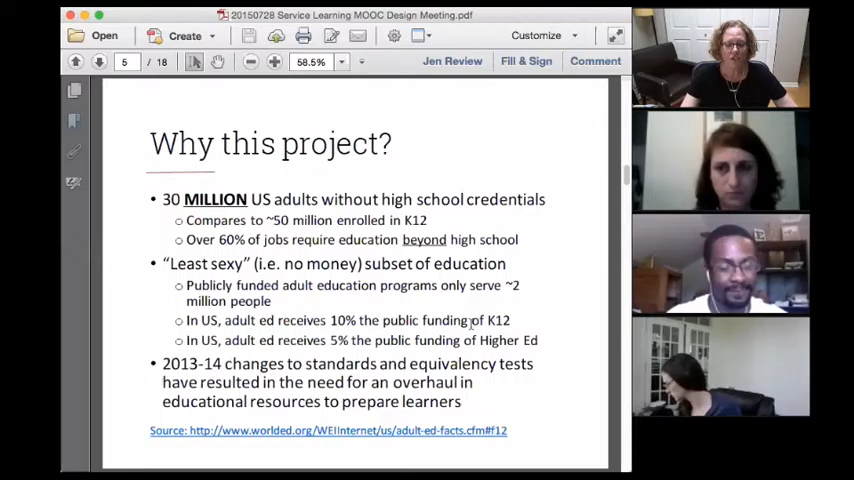 20150728 Service Learning MOOC Design Meeting.pdf
Open
Create
Customize
5 / 18
58.5%
Jen Review
Fill & Sign
Comment
Why this project?
• 30 MILLION US adults without high school credentials
○ Compares to ~50 million enrolled in K12
○ Over 60% of jobs require education beyond high school
• “Least sexy” (i.e. no money) subset of education
○ Publicly funded adult education programs only serve ~2
million people
○ In US, adult ed receives 10% the public funding of K12
○ In US, adult ed receives 5% the public funding of Higher Ed
• 2013-14 changes to standards and equivalency tests
have resulted in the need for an overhaul in
educational resources to prepare learners
Source: http://www.worlded.org/WEIInternet/us/adult-ed-facts.cfm#f12